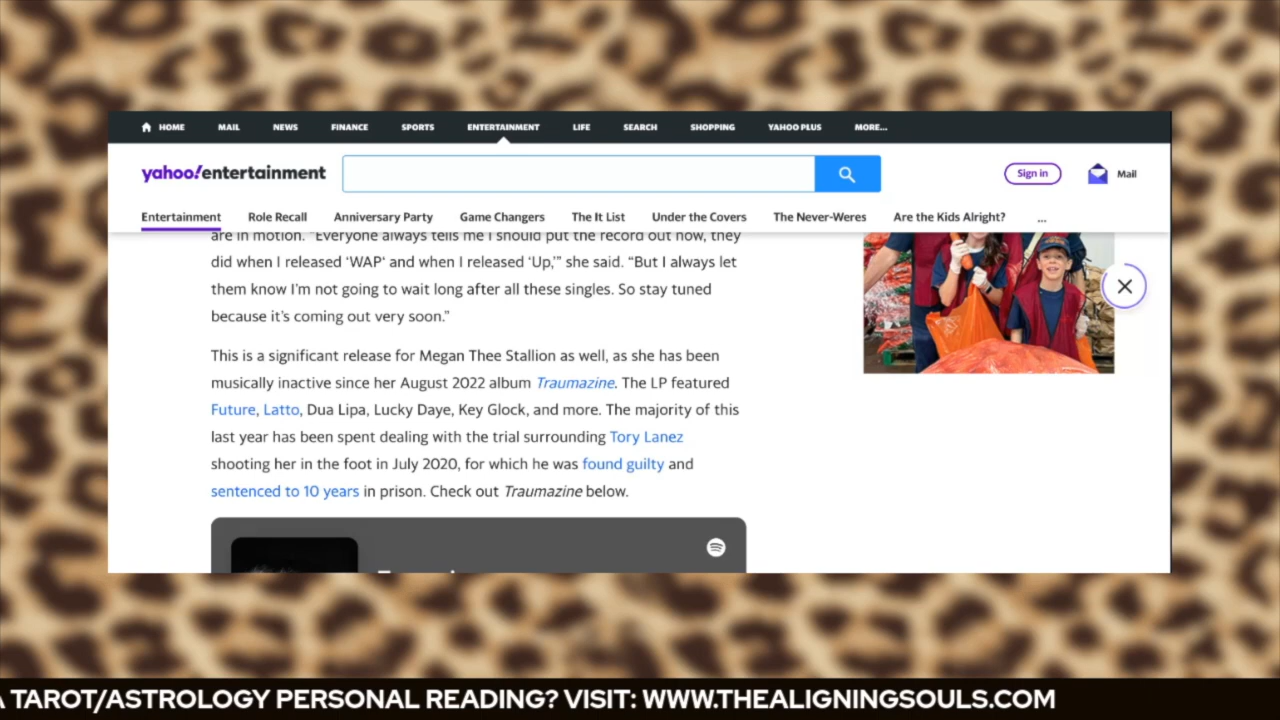 HOME MAIL NEWS FINANCE SPORTS ENTERTAINMENT LIFE SEARCH SHOPPING YAHOO PLUS MORE...
yahoo!entertainment Sign in Mail
Entertainment Role Recall Anniversary Party Game Changers The It List Under the Covers The Never-Weres Are the Kids Alright? ...
are in motion. “Everyone always tells me I should put the record out now, they
did when I released ‘WAP‘ and when I released ‘Up,’” she said. “But I always let
them know I’m not going to wait long after all these singles. So stay tuned
because it’s coming out very soon.”
This is a significant release for Megan Thee Stallion as well, as she has been
musically inactive since her August 2022 album Traumazine. The LP featured
Future, Latto, Dua Lipa, Lucky Daye, Key Glock, and more. The majority of this
last year has been spent dealing with the trial surrounding Tory Lanez
shooting her in the foot in July 2020, for which he was found guilty and
sentenced to 10 years in prison. Check out Traumazine below.
A TAROT/ASTROLOGY PERSONAL READING? VISIT: WWW.THEALIGNINGSOULS.COM